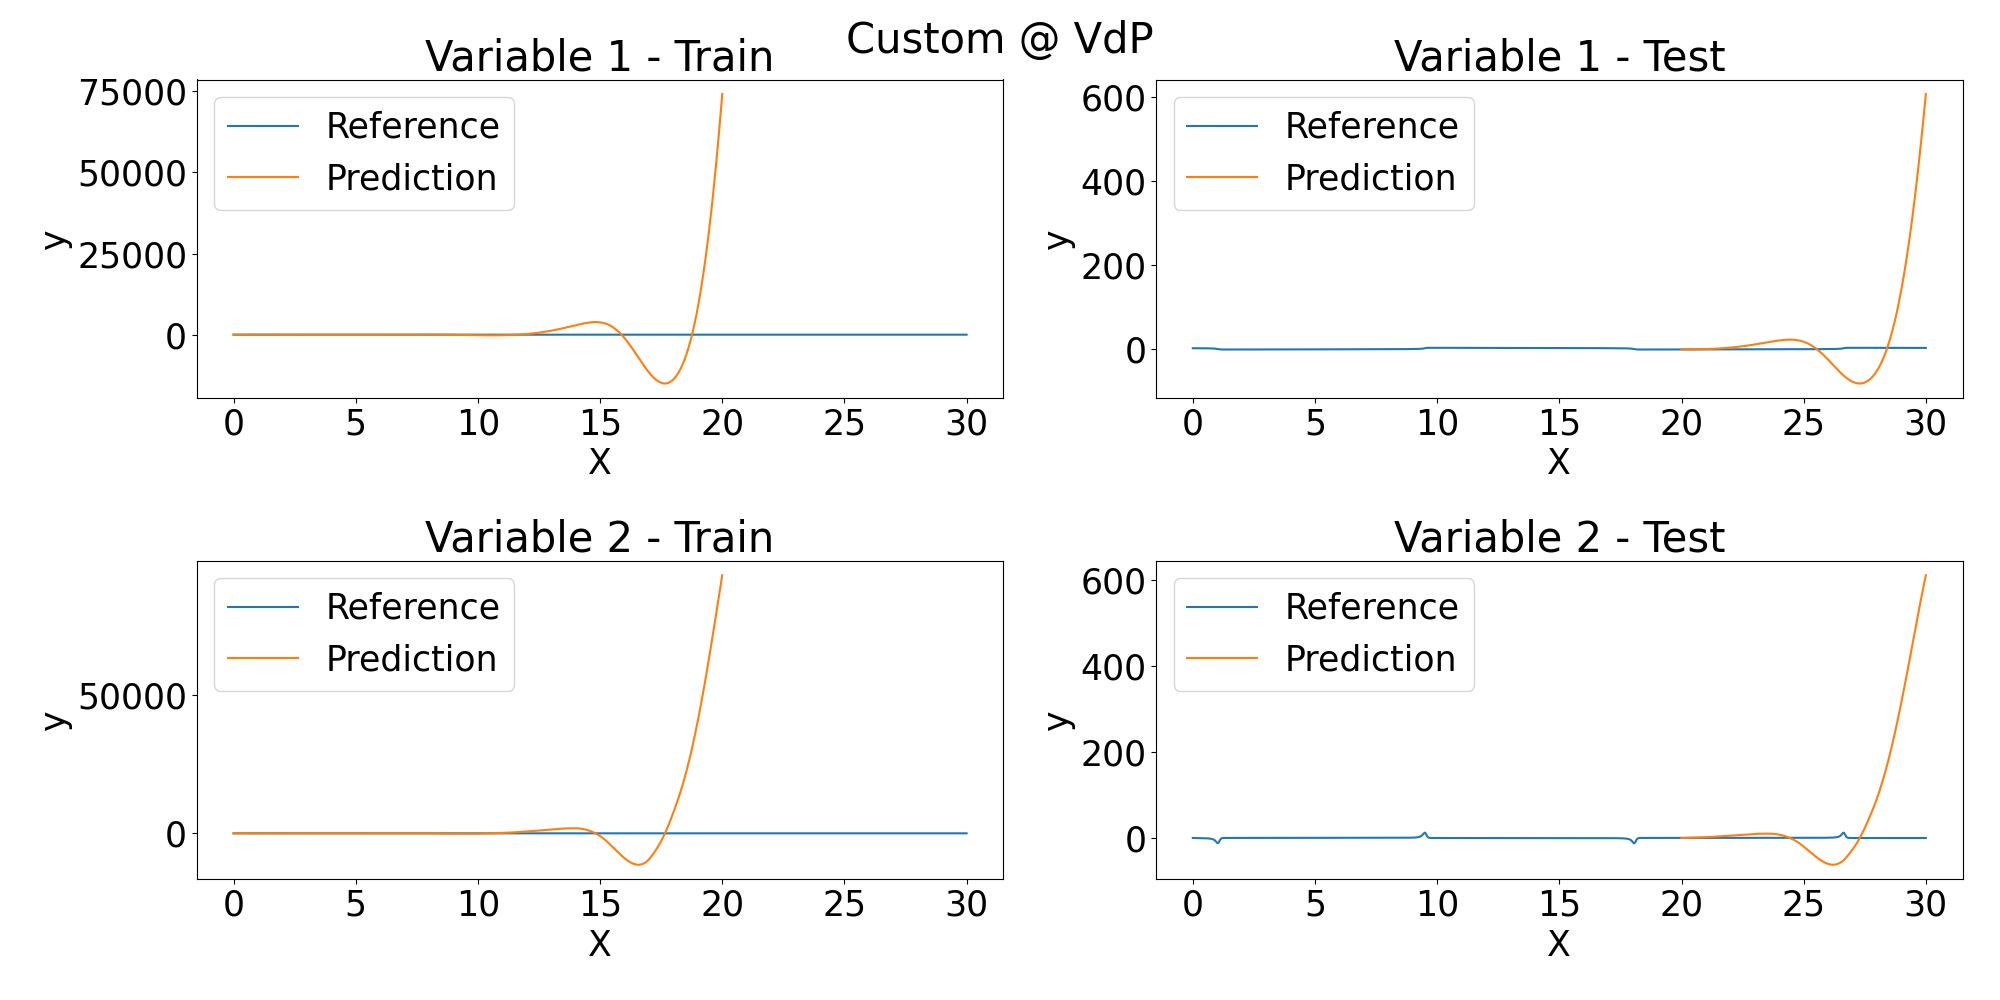 Custom @ VdP
Variable 1 - Train
75000
50000
25000
0
y
Reference
Prediction
0 5 10 15 20 25 30
X
Variable 1 - Test
600
400
200
0
y
Reference
Prediction
0 5 10 15 20 25 30
X
Variable 2 - Train
50000
0
y
Reference
Prediction
0 5 10 15 20 25 30
X
Variable 2 - Test
600
400
200
0
y
Reference
Prediction
0 5 10 15 20 25 30
X